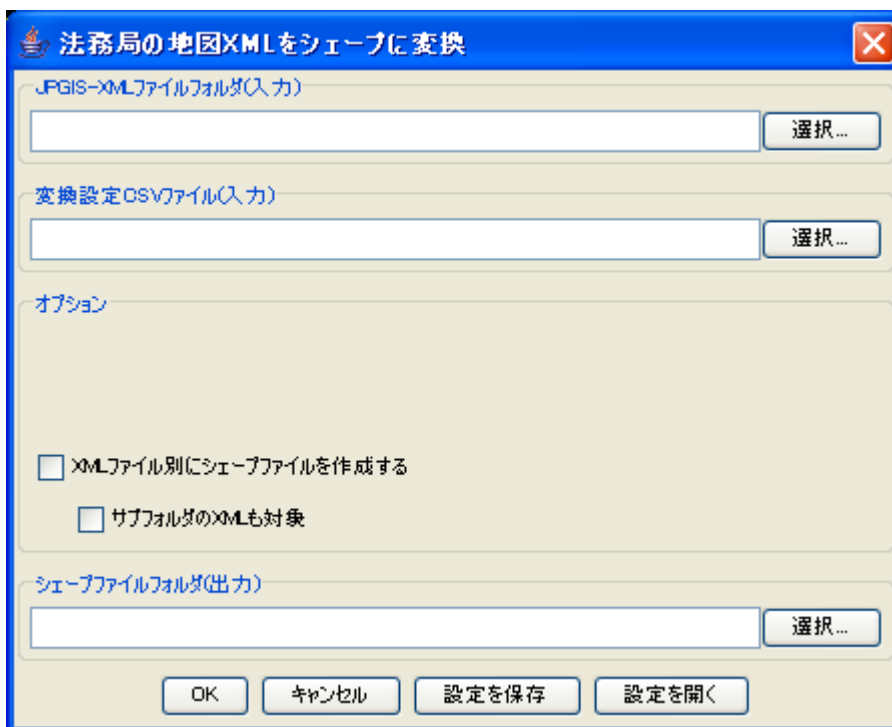 法務局の地図XMLをシェープに変換
JPGIS-XMLファイルフォルダ(入力)
選択...
変換設定CSVファイル(入力)
選択...
オプション
XMLファイル別にシェープファイルを作成する
サブフォルダのXMLも対象
シェープファイルフォルダ(出力)
選択...
OK キャンセル 設定を保存 設定を開く